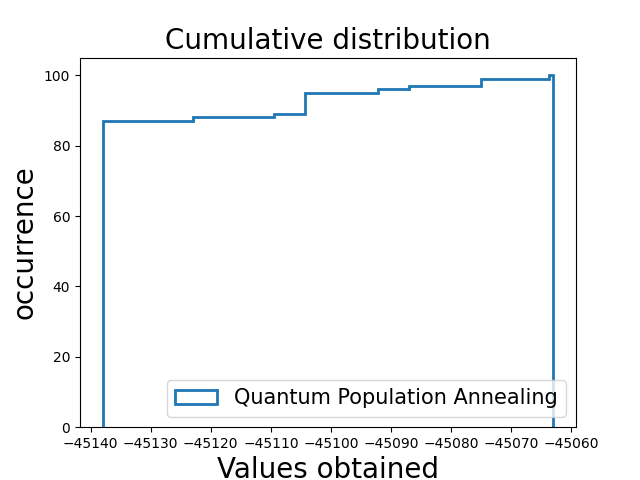 Cumulative distribution
occurrence
100
80
60
40
20
0
Quantum Population Annealing
−45140 −45130 −45120 −45110 −45100 −45090 −45080 −45070 −45060
Values obtained